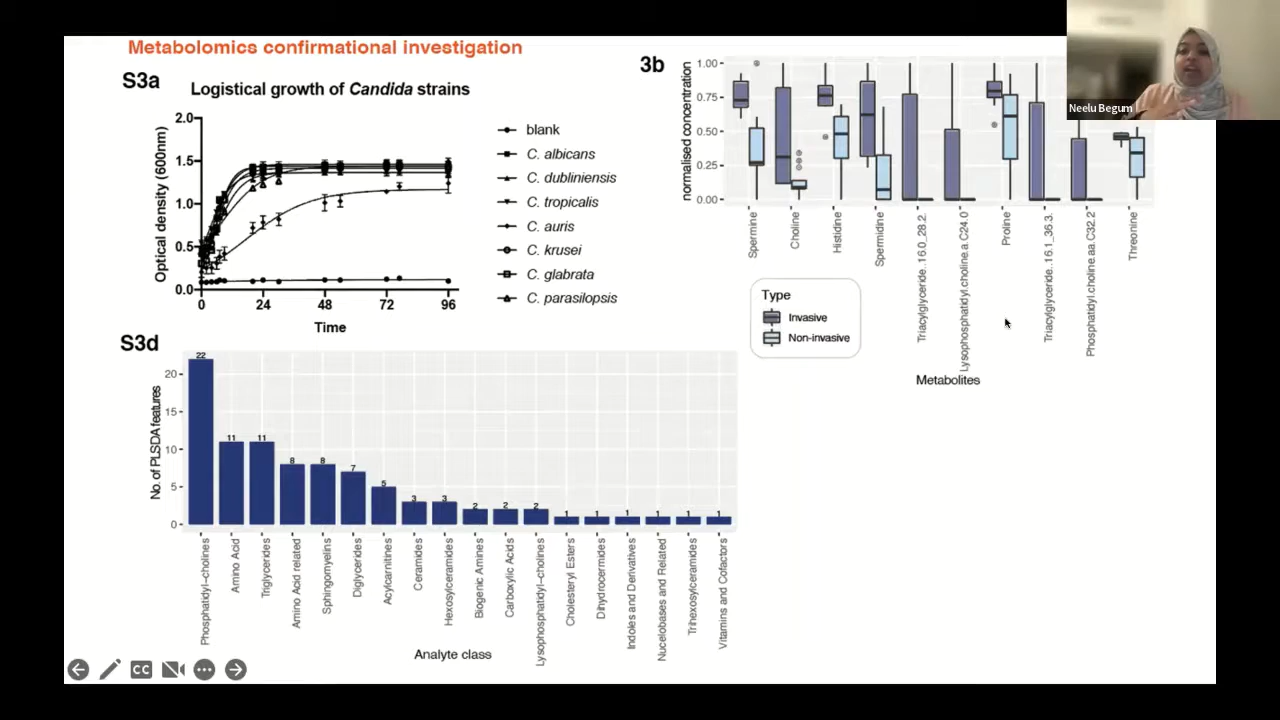 Metabolomics confirmational investigation
S3a
Logistical growth of Candida strains
2.0
1.5
1.0
0.5
0.0
Optical density (600nm)
0
24
48
72
96
Time
blank
C. albicans
C. dubliniensis
C. tropicalis
C. auris
C. krusei
C. glabrata
C. parasilopsis
3b
1.00
0.75
0.50
0.25
0.00
normalised concentration
Spermine
Choline
Histidine
Spermidine
Triacylglyceride..16.0_28.2.
Lysophosphatidyl.choline.a.C24.0
Proline
Triacylglyceride..16.1_36.3.
Phosphatidyl.choline.aa.C32.2
Threonine
Metabolites
Type
Invasive
Non-invasive
Neelu Begum
S3d
20
15
10
5
0
No. of PLSDA features
22
11
11
8
8
7
5
3
3
2
2
2
1
1
1
1
1
1
Phosphatidyl-cholines
Amino Acid
Triglycerides
Amino Acid related
Sphingomyelins
Diglycerides
Acylcarnitines
Ceramides
Hexosylceramides
Biogenic Amines
Carboxylic Acids
Lysophosphatidyl-cholines
Cholesteryl Esters
Dihydrocermides
Indoles and Derivatives
Nucelobases and Related
Trihexosylceramides
Vitamins and Cofactors
Analyte class
CC